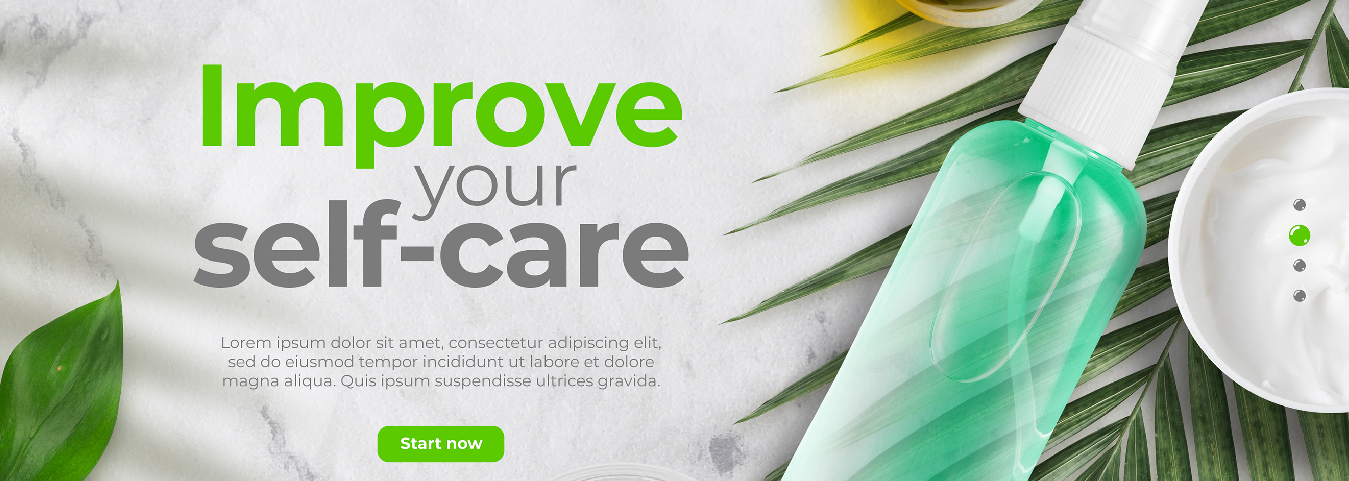 Improve
your
self-care
Lorem ipsum dolor sit amet, consectetur adipiscing elit,
sed do eiusmod tempor incididunt ut labore et dolore
magna aliqua. Quis ipsum suspendisse ultrices gravida.
Start now